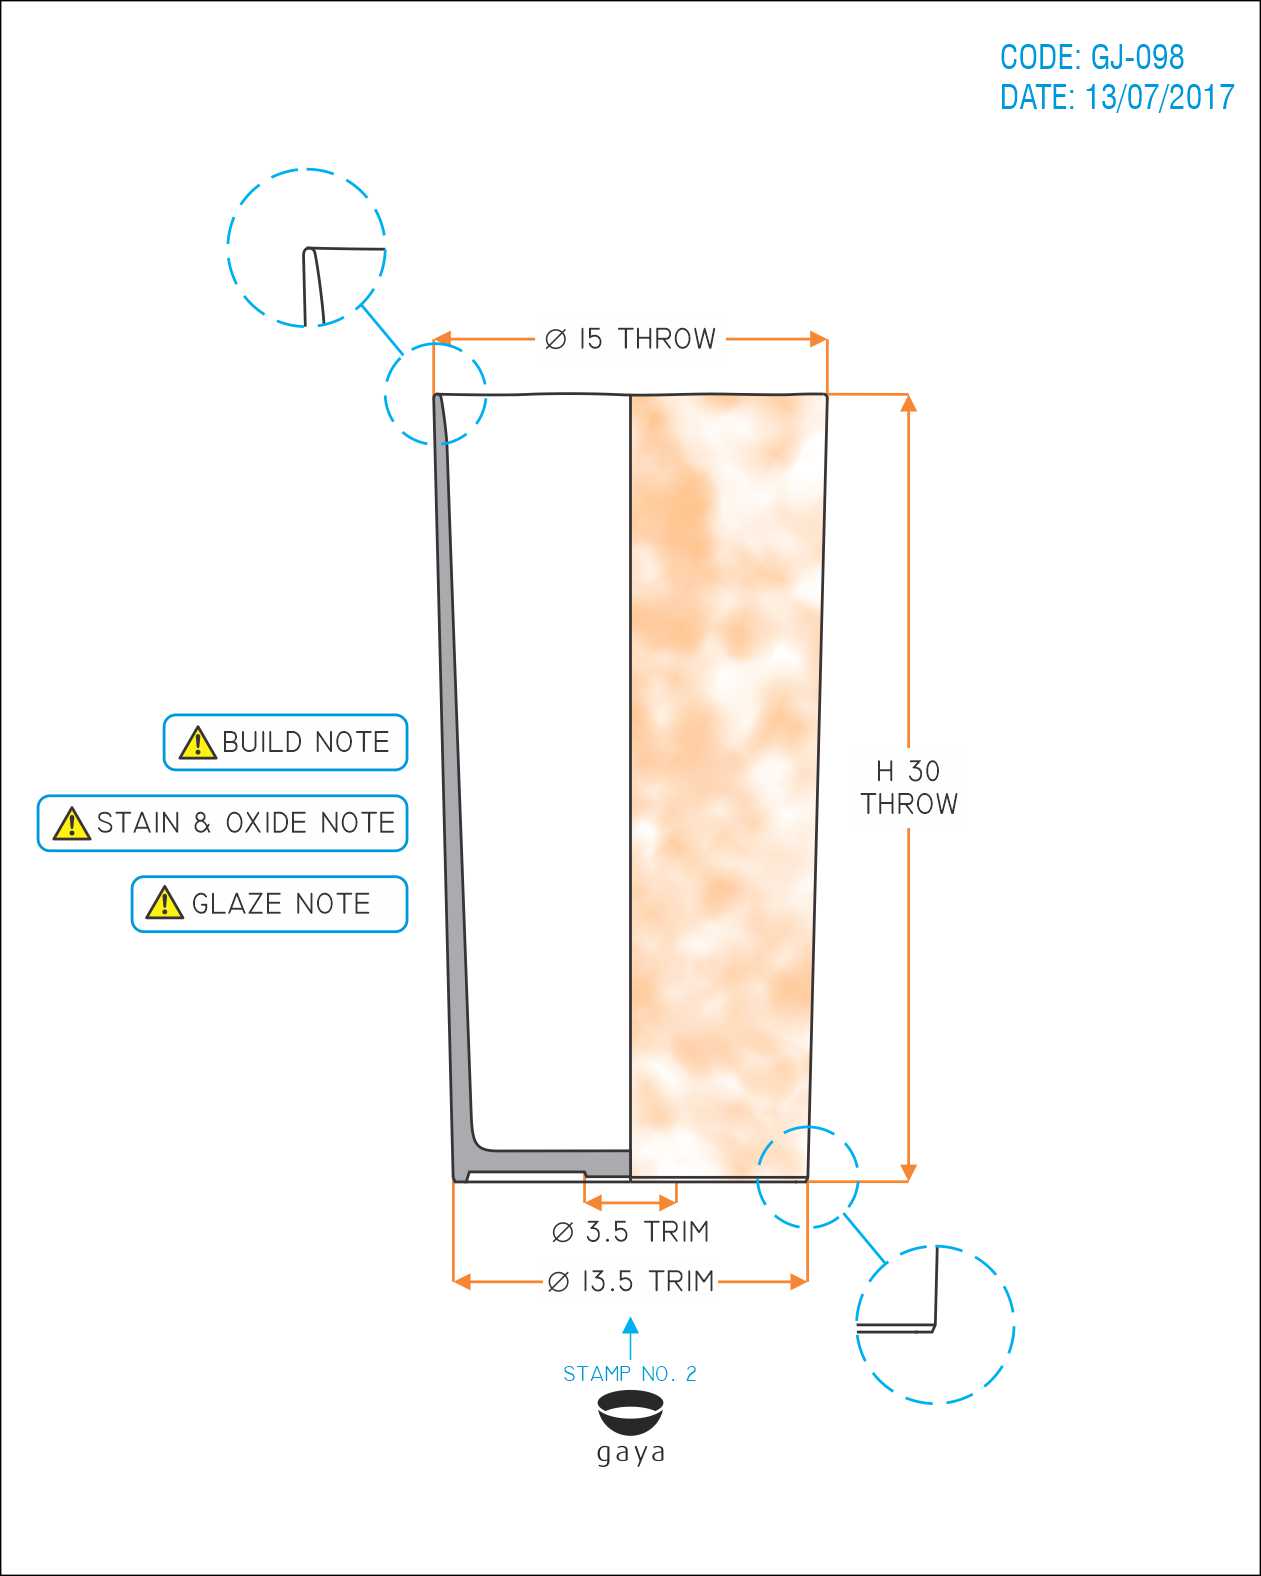 CODE: GJ-098
DATE: 13/07/2017
Ø 15 THROW
BUILD NOTE
STAIN & OXIDE NOTE
GLAZE NOTE
H 30
THROW
Ø 3.5 TRIM
Ø 13.5 TRIM
STAMP NO. 2
gaya